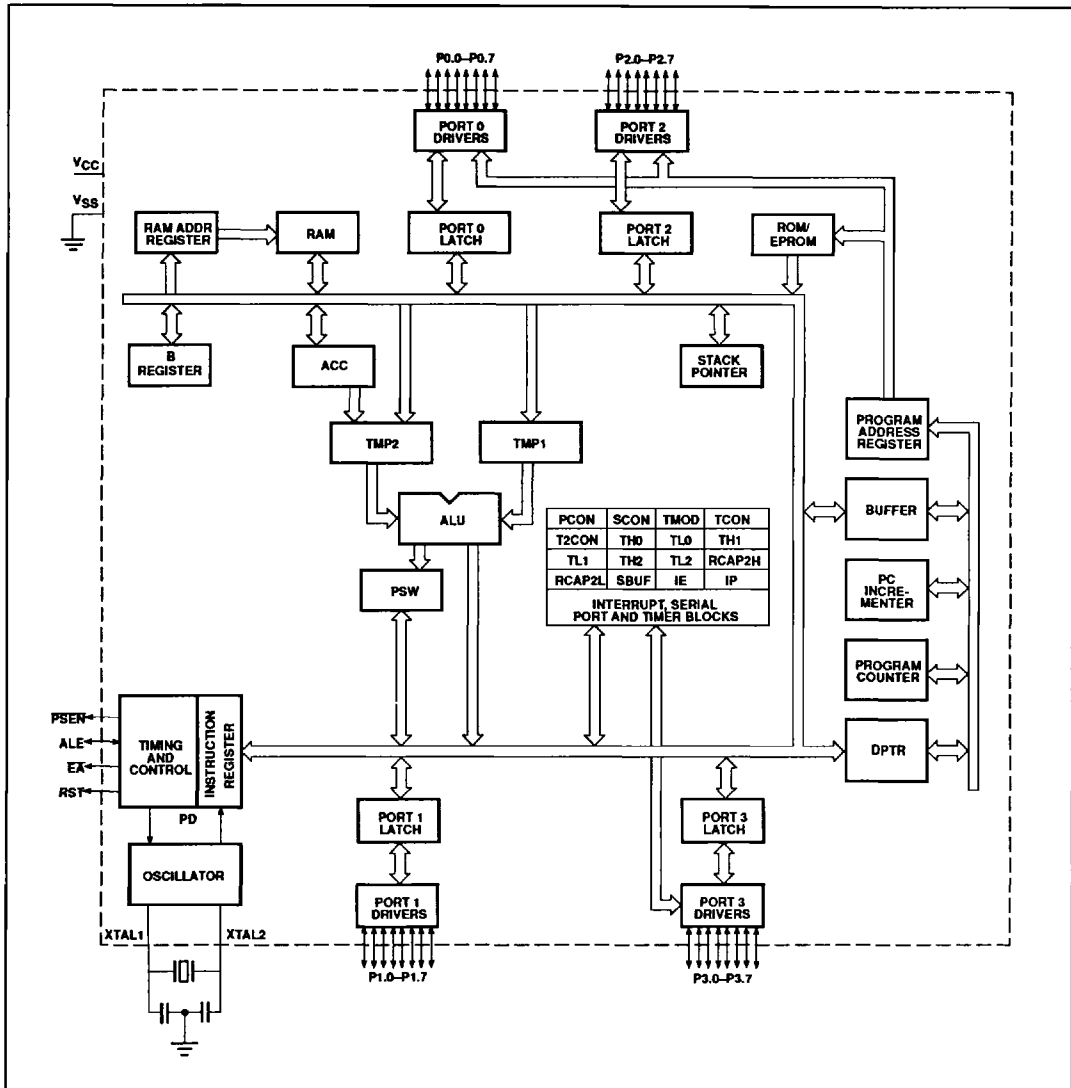 P0.0–P0.7
P2.0–P2.7
PORT 0
DRIVERS
PORT 2
DRIVERS
VCC
VSS
RAM ADDR
REGISTER
RAM
PORT 0
LATCH
PORT 2
LATCH
ROM/
EPROM
B
REGISTER
ACC
STACK
POINTER
PROGRAM
ADDRESS
REGISTER
TMP2
TMP1
BUFFER
ALU
PCON SCON TMOD TCON
T2CON TH0 TL0 TH1
TL1 TH2 TL2 RCAP2H
RCAP2L SBUF IE IP
INTERRUPT, SERIAL
PORT AND TIMER BLOCKS
PSW
PC
INCRE-
MENTER
PROGRAM
COUNTER
PSEN
ALE
EA
RST
TIMING
AND
CONTROL
INSTRUCTION
REGISTER
DPTR
PD
PORT 1
LATCH
PORT 3
LATCH
OSCILLATOR
PORT 1
DRIVERS
PORT 3
DRIVERS
XTAL1
XTAL2
P1.0–P1.7
P3.0–P3.7